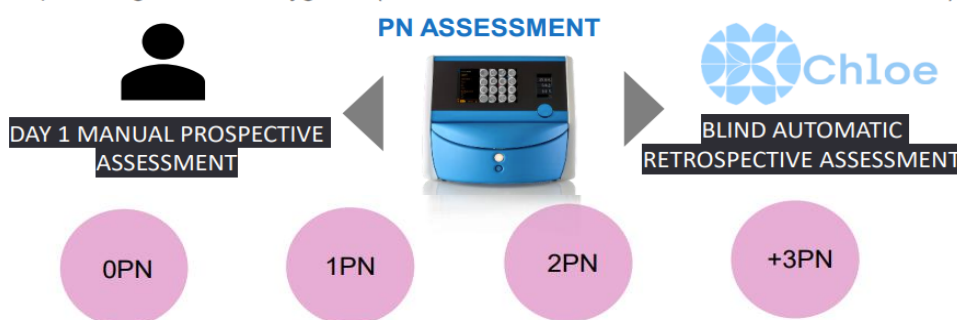 PN ASSESSMENT
Chloe
DAY 1 MANUAL PROSPECTIVE
ASSESSMENT
BLIND AUTOMATIC
RETROSPECTIVE ASSESSMENT
0PN
1PN
2PN
+3PN